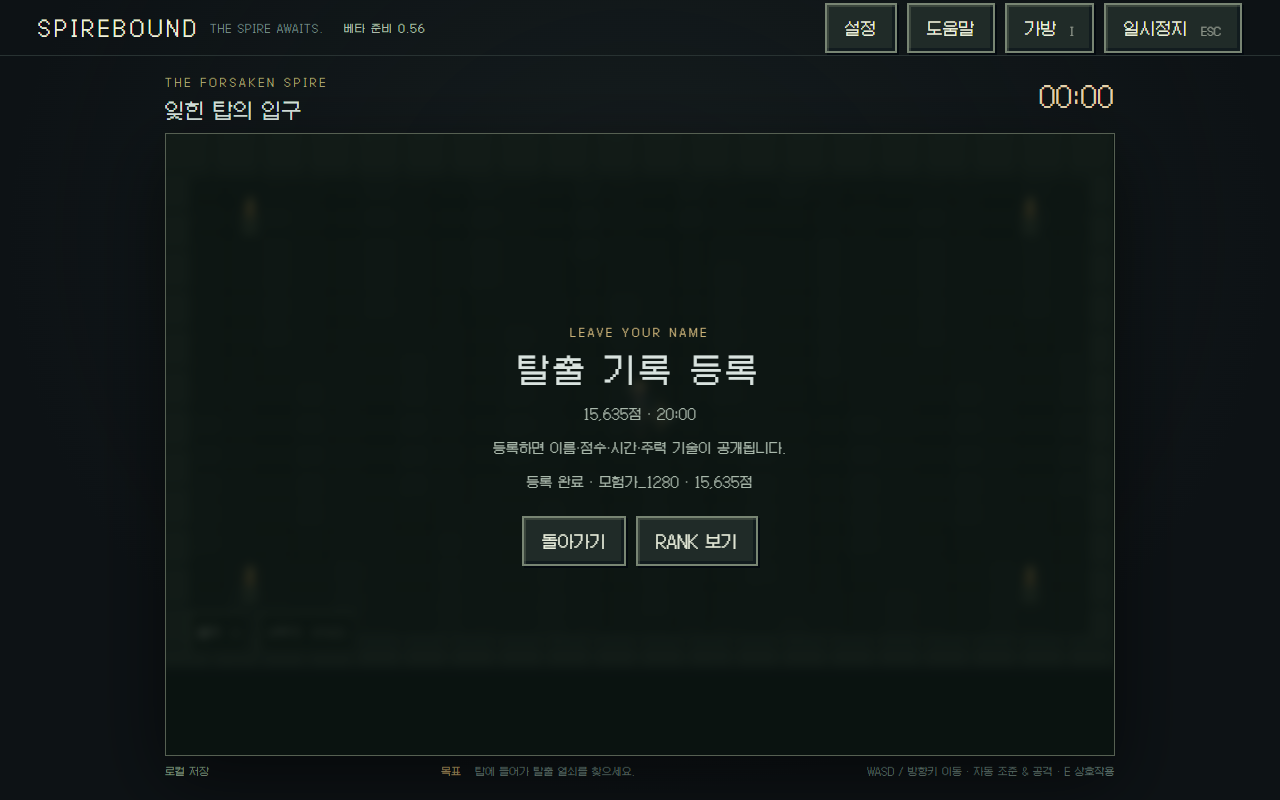 SPIREBOUND THE SPIRE AWAITS. 베타 준비 0.56 설정 도움말 가방 I 일시정지 ESC
THE FORSAKEN SPIRE
잊힌 탑의 입구
00:00
LEAVE YOUR NAME
탈출 기록 등록
15,635점 · 20:00
등록하면 이름·점수·시간·주력 기술이 공개됩니다.
등록 완료 · 모험가_1280 · 15,635점
돌아가기 RANK 보기
로컬 저장 목표 탑에 들어가 탈출 열쇠를 찾으세요. WASD / 방향키 이동 · 자동 조준 & 공격 · E 상호작용